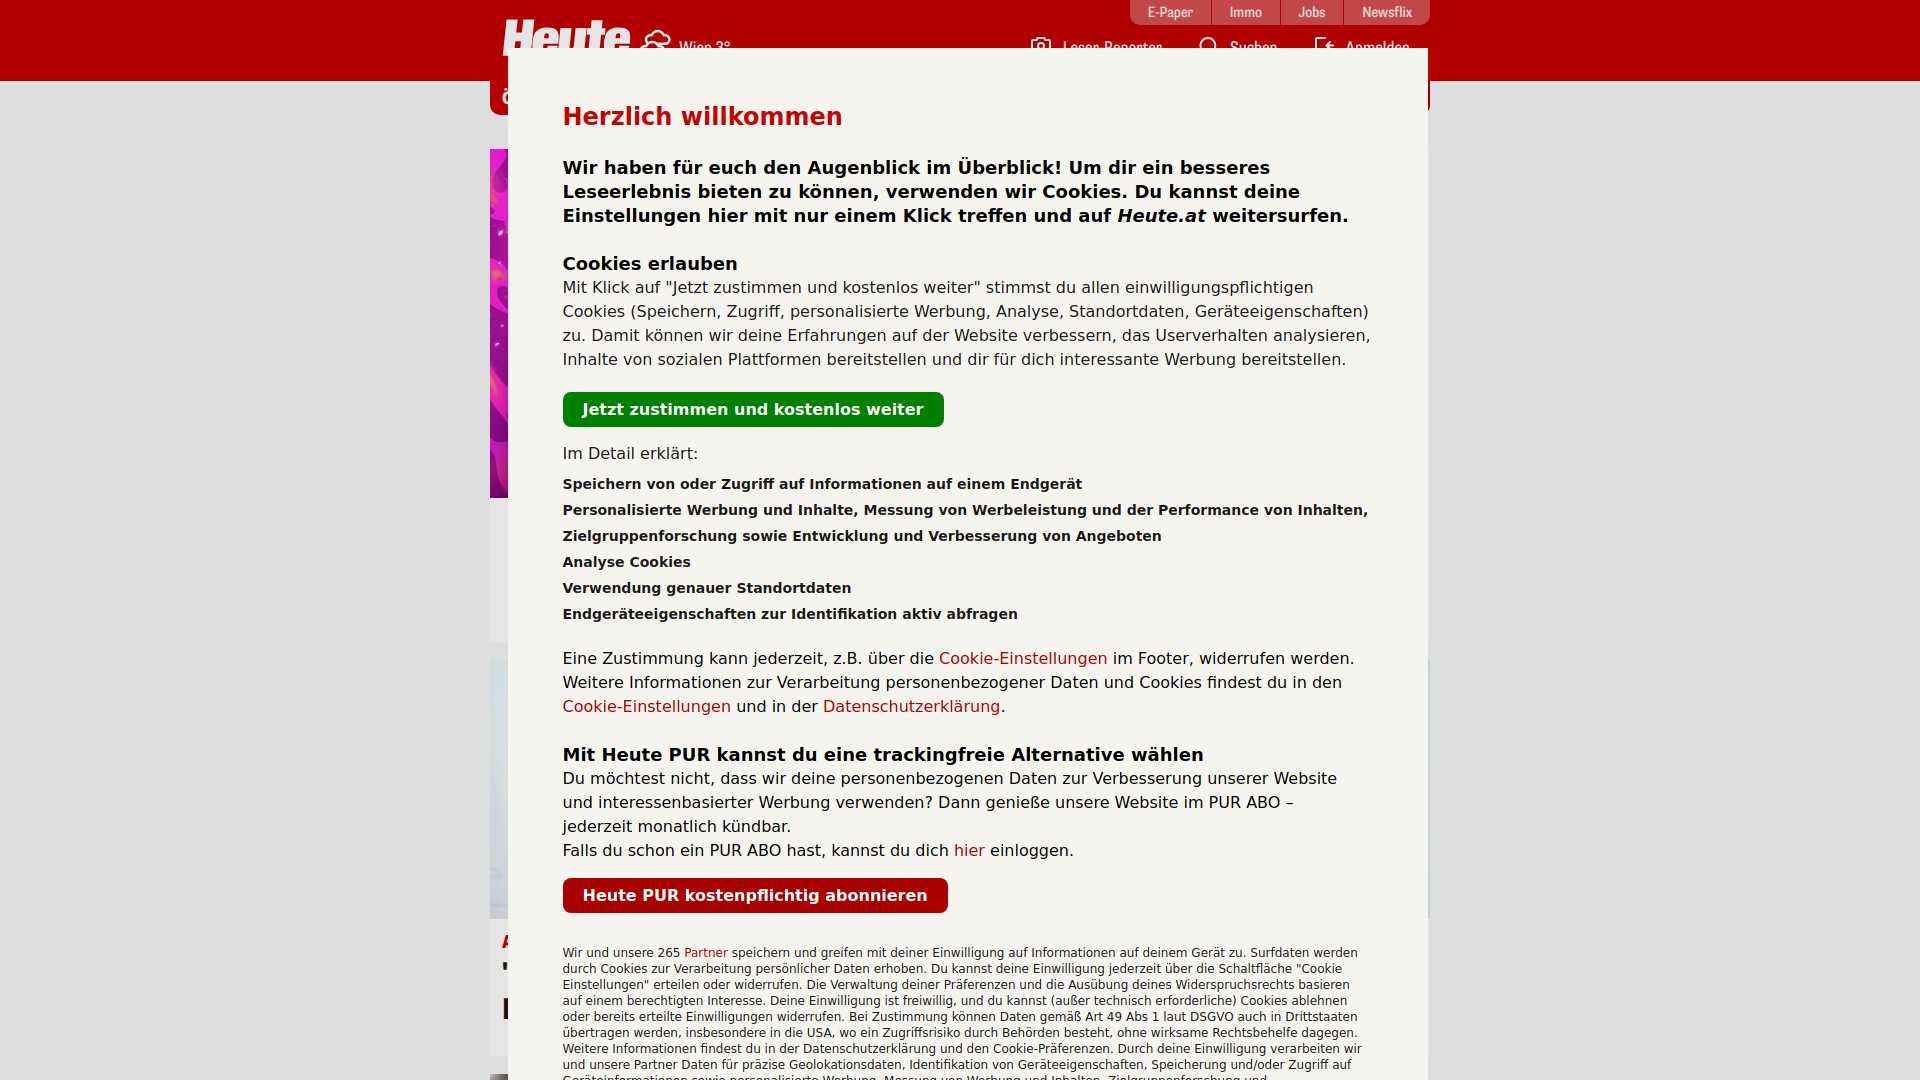 E-Paper
Immo
Jobs
Newsflix
Heute
Wien 3°
Leser-Reporter
Suchen
Anmelden
Herzlich willkommen
Wir haben für euch den Augenblick im Überblick! Um dir ein besseres
Leseerlebnis bieten zu können, verwenden wir Cookies. Du kannst deine
Einstellungen hier mit nur einem Klick treffen und auf Heute.at weitersurfen.
Cookies erlauben
Mit Klick auf "Jetzt zustimmen und kostenlos weiter" stimmst du allen einwilligungspflichtigen
Cookies (Speichern, Zugriff, personalisierte Werbung, Analyse, Standortdaten, Geräteeigenschaften)
zu. Damit können wir deine Erfahrungen auf der Website verbessern, das Userverhalten analysieren,
Inhalte von sozialen Plattformen bereitstellen und dir für dich interessante Werbung bereitstellen.
Jetzt zustimmen und kostenlos weiter
Im Detail erklärt:
Speichern von oder Zugriff auf Informationen auf einem Endgerät
Personalisierte Werbung und Inhalte, Messung von Werbeleistung und der Performance von Inhalten,
Zielgruppenforschung sowie Entwicklung und Verbesserung von Angeboten
Analyse Cookies
Verwendung genauer Standortdaten
Endgeräteeigenschaften zur Identifikation aktiv abfragen
Eine Zustimmung kann jederzeit, z.B. über die Cookie-Einstellungen im Footer, widerrufen werden.
Weitere Informationen zur Verarbeitung personenbezogener Daten und Cookies findest du in den
Cookie-Einstellungen und in der Datenschutzerklärung.
Mit Heute PUR kannst du eine trackingfreie Alternative wählen
Du möchtest nicht, dass wir deine personenbezogenen Daten zur Verbesserung unserer Website
und interessenbasierter Werbung verwenden? Dann genieße unsere Website im PUR ABO –
jederzeit monatlich kündbar.
Falls du schon ein PUR ABO hast, kannst du dich hier einloggen.
Heute PUR kostenpflichtig abonnieren
Wir und unsere 265 Partner speichern und greifen mit deiner Einwilligung auf Informationen auf deinem Gerät zu. Surfdaten werden
durch Cookies zur Verarbeitung persönlicher Daten erhoben. Du kannst deine Einwilligung jederzeit über die Schaltfläche "Cookie
Einstellungen" erteilen oder widerrufen. Die Verwaltung deiner Präferenzen und die Ausübung deines Widerspruchsrechts basieren
auf einem berechtigten Interesse. Deine Einwilligung ist freiwillig, und du kannst (außer technisch erforderliche) Cookies ablehnen
oder bereits erteilte Einwilligungen widerrufen. Bei Zustimmung können Daten gemäß Art 49 Abs 1 laut DSGVO auch in Drittstaaten
übertragen werden, insbesondere in die USA, wo ein Zugriffsrisiko durch Behörden besteht, ohne wirksame Rechtsbehelfe dagegen.
Weitere Informationen findest du in der Datenschutzerklärung und den Cookie-Präferenzen. Durch deine Einwilligung verarbeiten wir
und unsere Partner Daten für präzise Geolokationsdaten, Identifikation von Geräteeigenschaften, Speicherung und/oder Zugriff auf
Geräteinformationen sowie personalisierte Werbung, Messung von Werbung und Inhalten, Zielgruppenforschung und